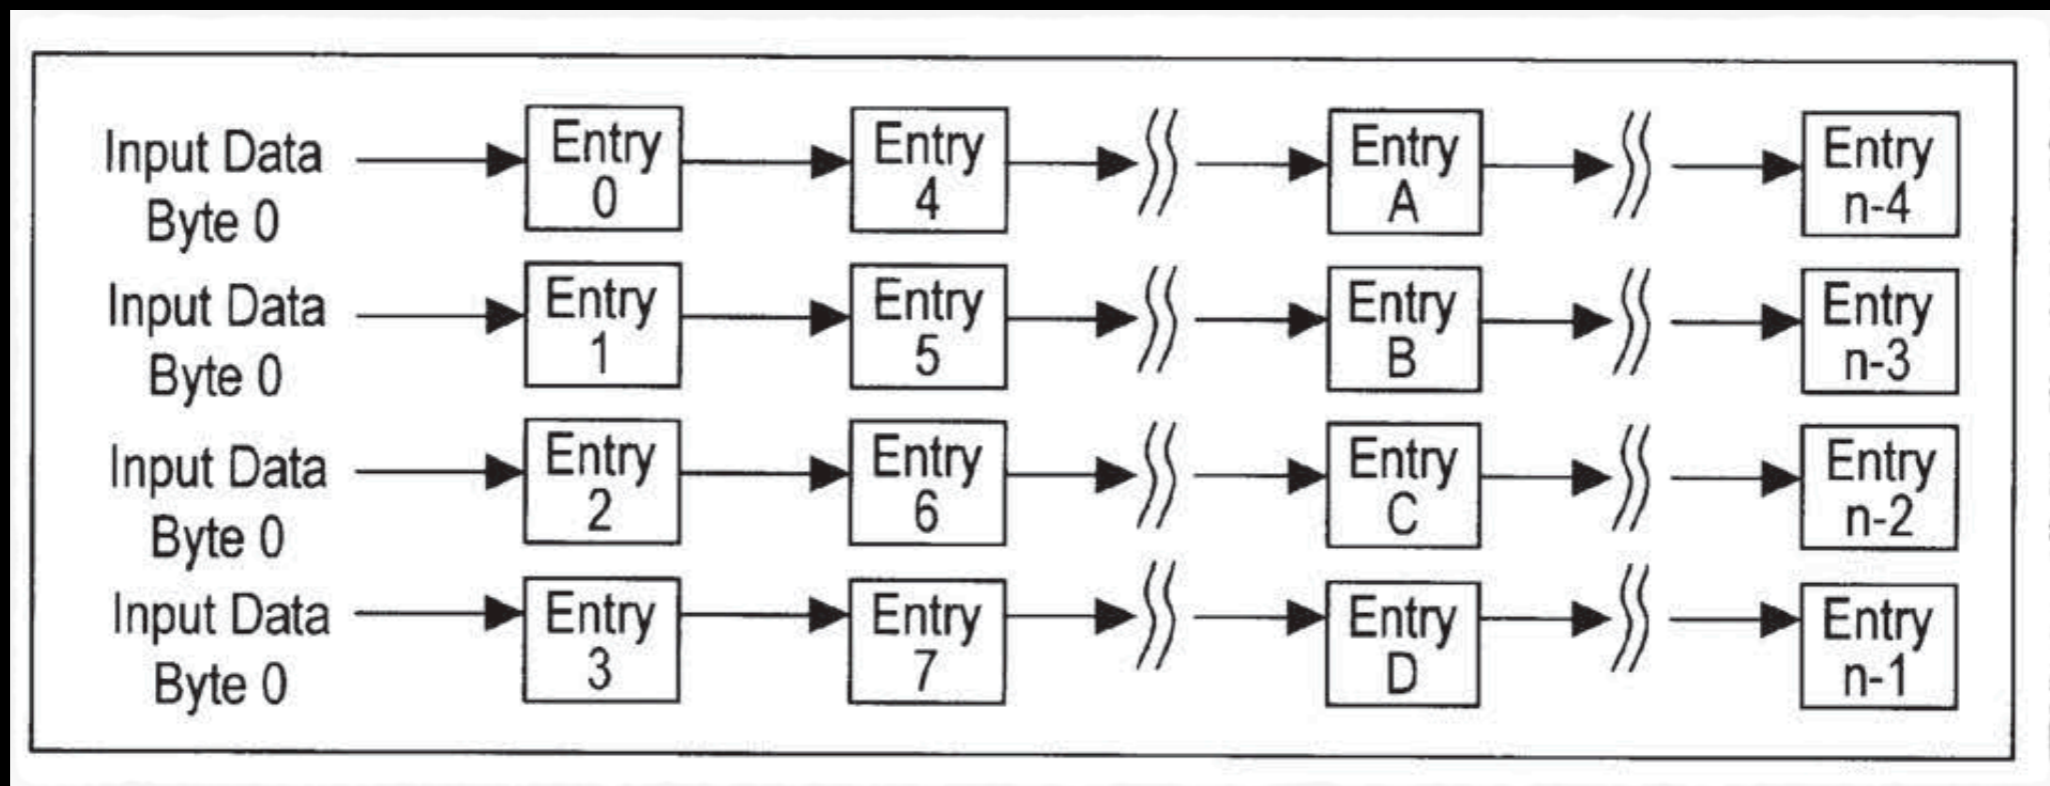 Input Data
Byte 0
Entry
0
Entry
4
Entry
A
Entry
n-4
Input Data
Byte 0
Entry
1
Entry
5
Entry
B
Entry
n-3
Input Data
Byte 0
Entry
2
Entry
6
Entry
C
Entry
n-2
Input Data
Byte 0
Entry
3
Entry
7
Entry
D
Entry
n-1